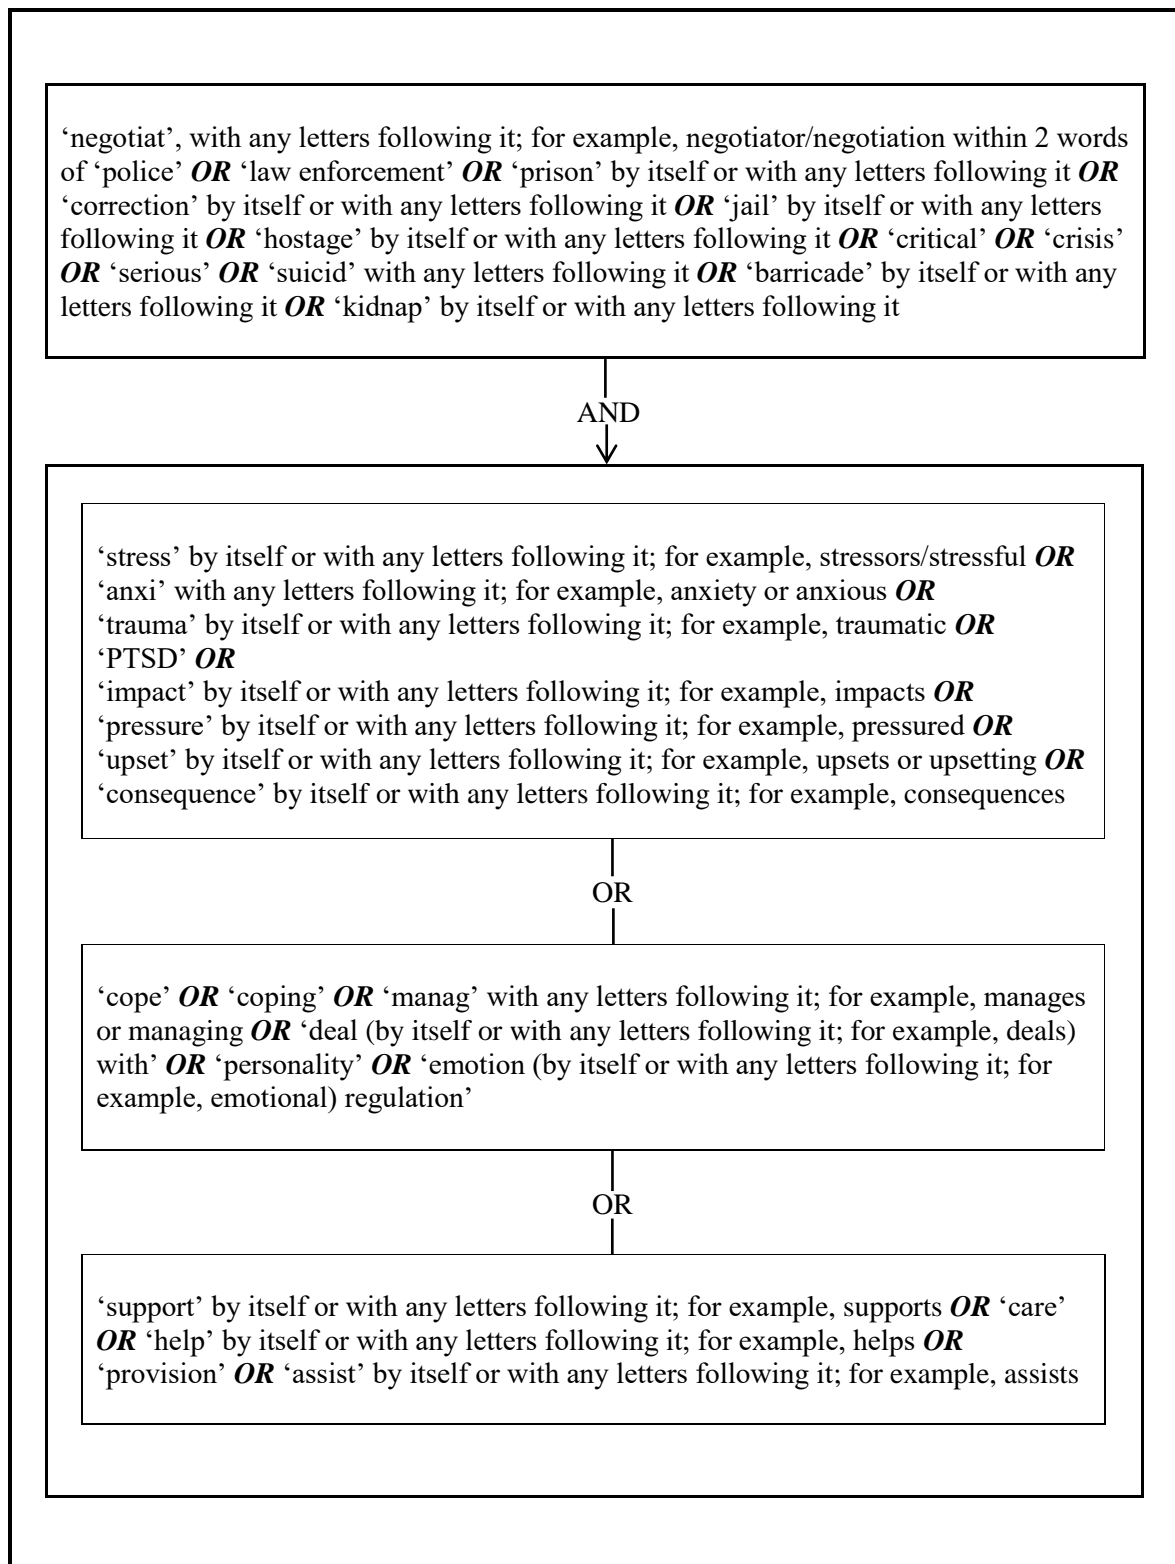 ‘negotiat’, with any letters following it; for example, negotiator/negotiation within 2 words
of ‘police’ OR ‘law enforcement’ OR ‘prison’ by itself or with any letters following it OR
‘correction’ by itself or with any letters following it OR ‘jail’ by itself or with any letters
following it OR ‘hostage’ by itself or with any letters following it OR ‘critical’ OR ‘crisis’
OR ‘serious’ OR ‘suicid’ with any letters following it OR ‘barricade’ by itself or with any
letters following it OR ‘kidnap’ by itself or with any letters following it
AND
‘stress’ by itself or with any letters following it; for example, stressors/stressful OR
‘anxi’ with any letters following it; for example, anxiety or anxious OR
‘trauma’ by itself or with any letters following it; for example, traumatic OR
‘PTSD’ OR
‘impact’ by itself or with any letters following it; for example, impacts OR
‘pressure’ by itself or with any letters following it; for example, pressured OR
‘upset’ by itself or with any letters following it; for example, upsets or upsetting OR
‘consequence’ by itself or with any letters following it; for example, consequences
OR
‘cope’ OR ‘coping’ OR ‘manag’ with any letters following it; for example, manages
or managing OR ‘deal (by itself or with any letters following it; for example, deals)
with’ OR ‘personality’ OR ‘emotion (by itself or with any letters following it; for
example, emotional) regulation’
OR
‘support’ by itself or with any letters following it; for example, supports OR ‘care’
OR ‘help’ by itself or with any letters following it; for example, helps OR
‘provision’ OR ‘assist’ by itself or with any letters following it; for example, assists